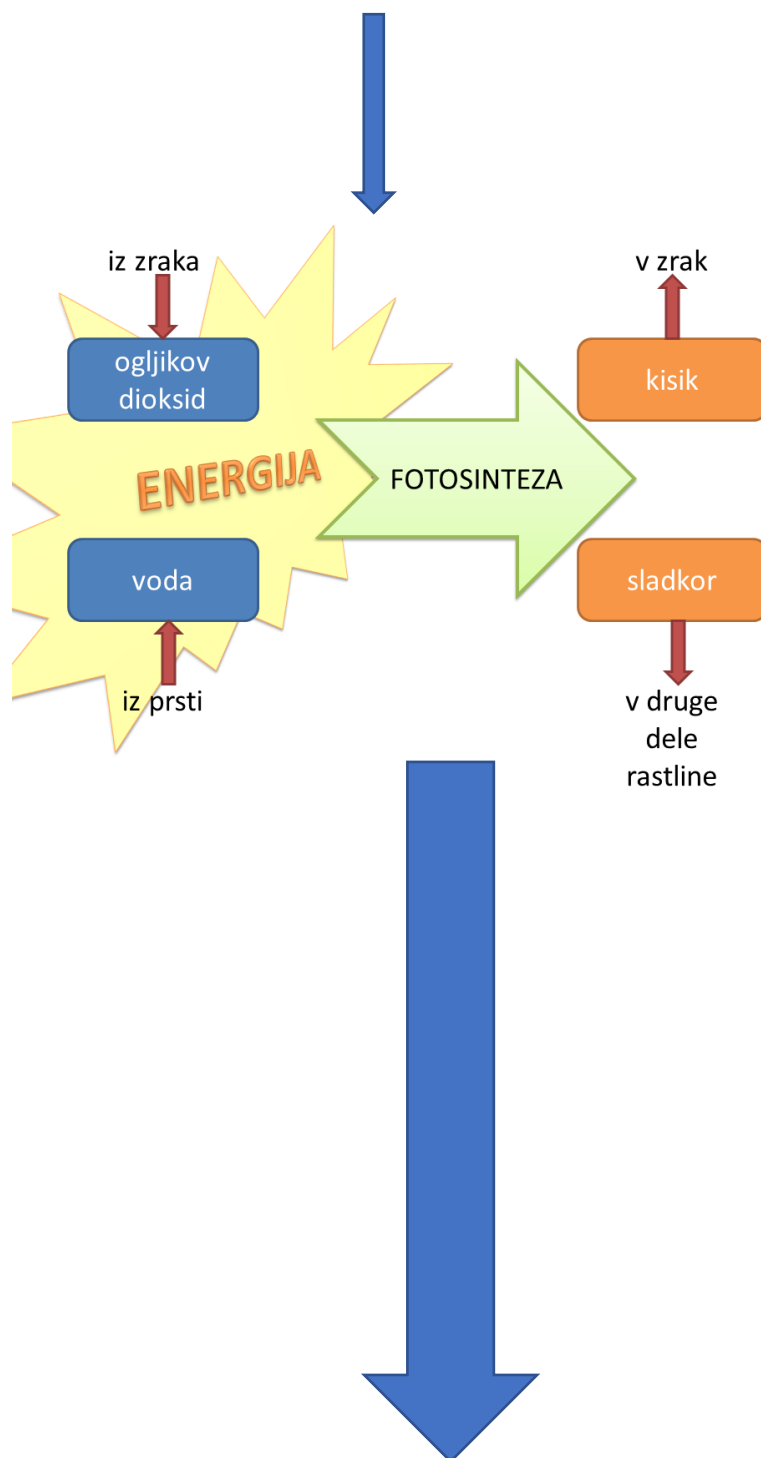 iz zraka
ogljikov
dioksid
ENERGIJA
voda
iz prsti
FOTOSINTEZA
v zrak
kisik
sladkor
v druge
dele
rastline